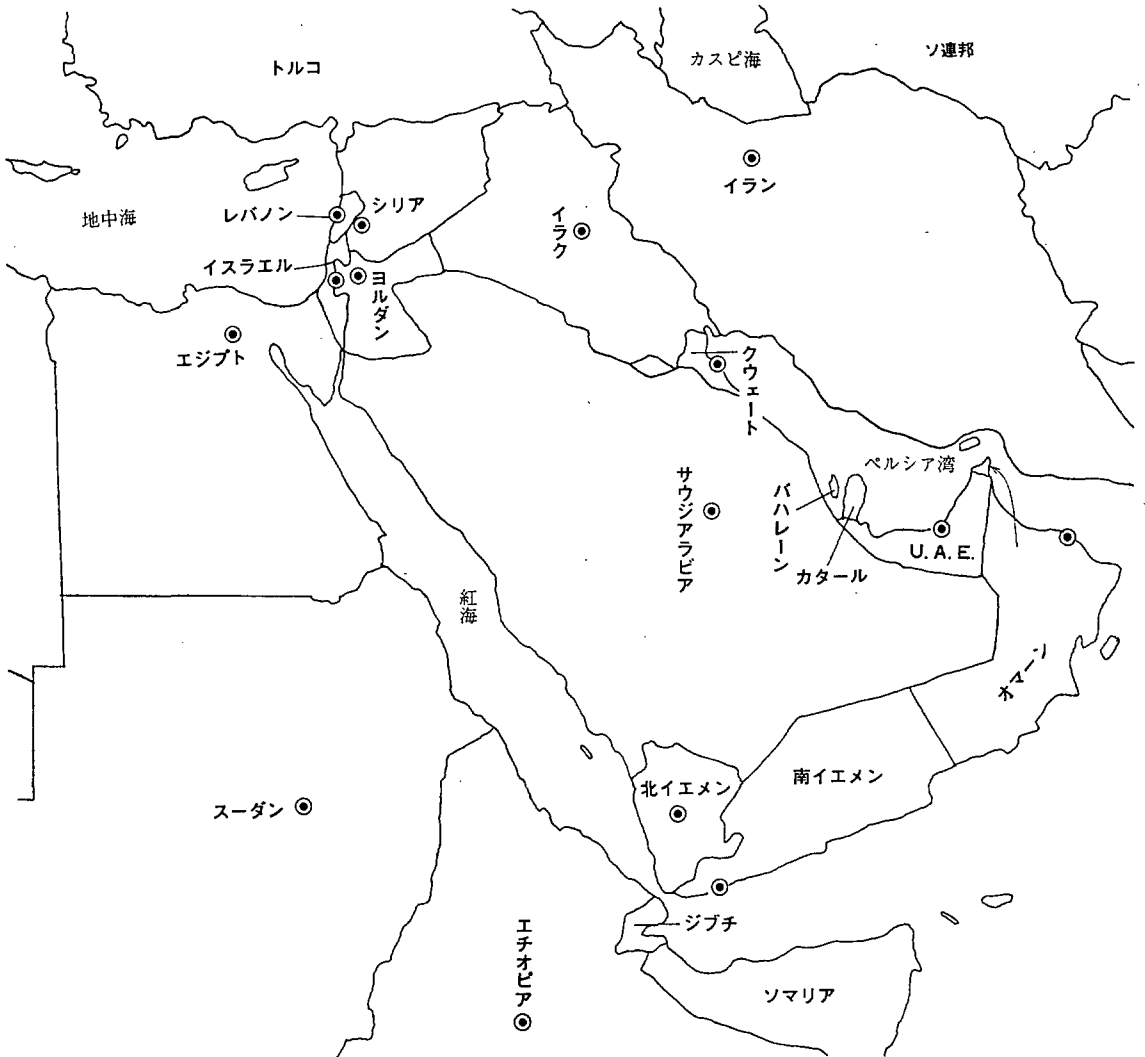 カスピ海
ソ連邦
トルコ
イラン
レバノン
シリア
地中海
イラク
イスラエル
ヨルダン
エジプト
クウェート
ペルシア湾
サウジアラビア
バハレーン
カタール
U.A.E.
紅海
オマーン
北イエメン
南イエメン
スーダン
ジブチ
エチオピア
ソマリア